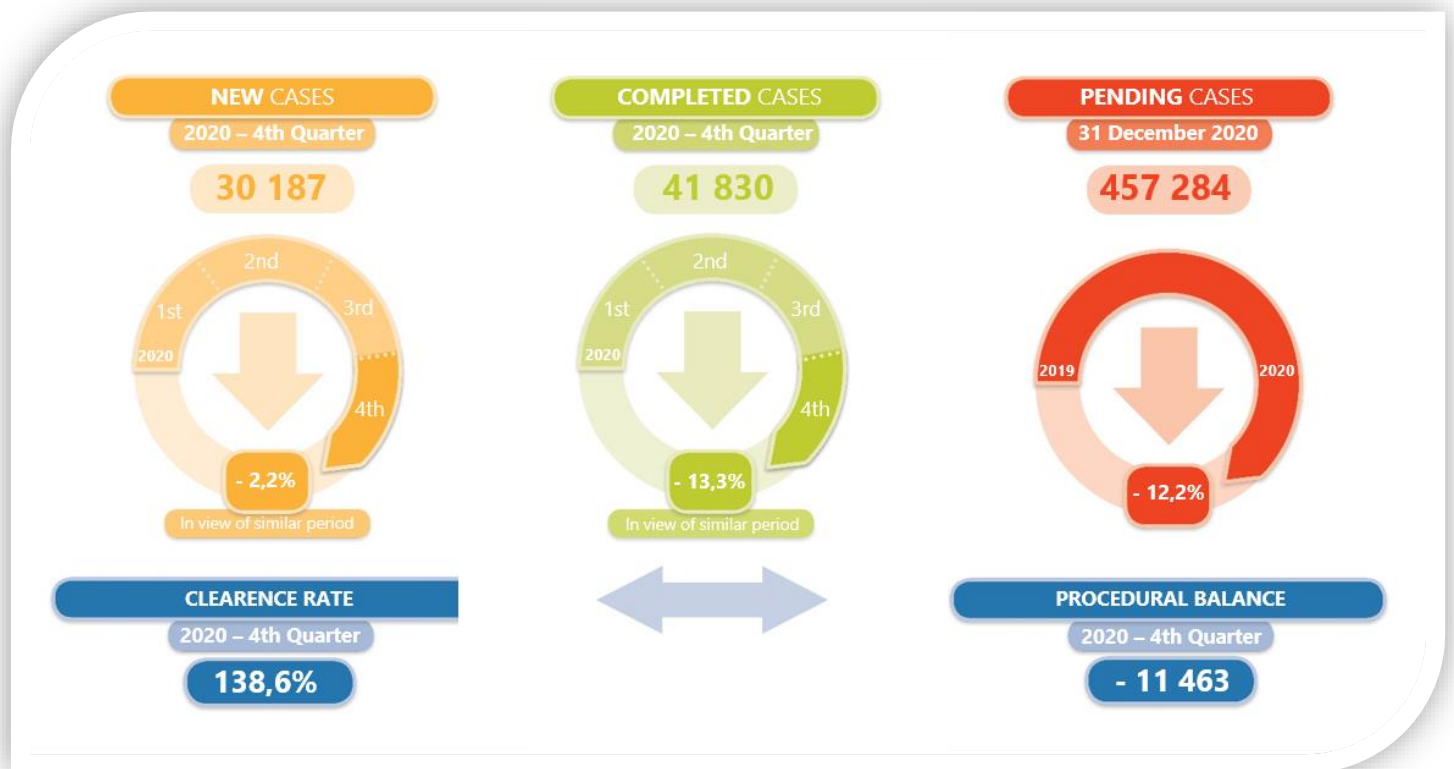 NEW CASES
2020 – 4th Quarter
30 187
1st
2nd
3rd
4th
2020
- 2,2%
In view of similar period
COMPLETED CASES
2020 – 4th Quarter
41 830
1st
2nd
3rd
4th
2020
- 13,3%
In view of similar period
PENDING CASES
31 December 2020
457 284
2019
2020
- 12,2%
CLEARENCE RATE
2020 – 4th Quarter
138,6%
PROCEDURAL BALANCE
2020 – 4th Quarter
- 11 463